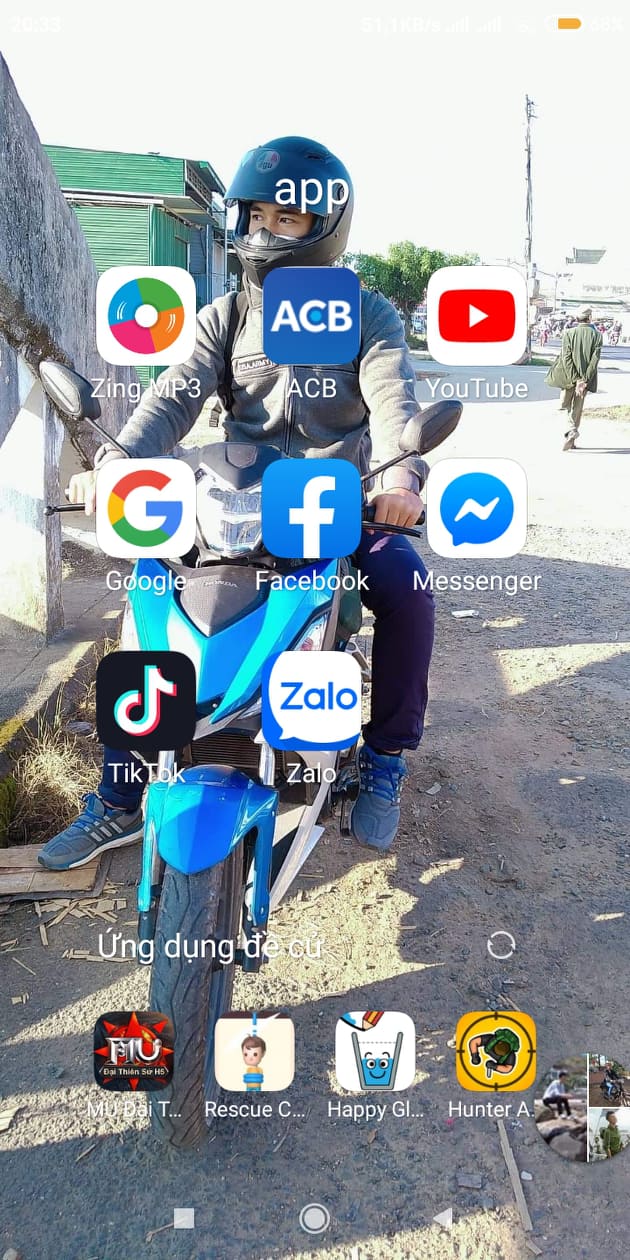 20:33
51,1KB/s
68%
app
ACB
Zing MP3
ACB
YouTube
Google
Facebook
Messenger
HONDA
Zalo
TikTok
Zalo
Ứng dụng đề cử
MU
Đại Thiên Sứ H5
MU Đại T...
Rescue C...
Happy Gl...
Hunter A...